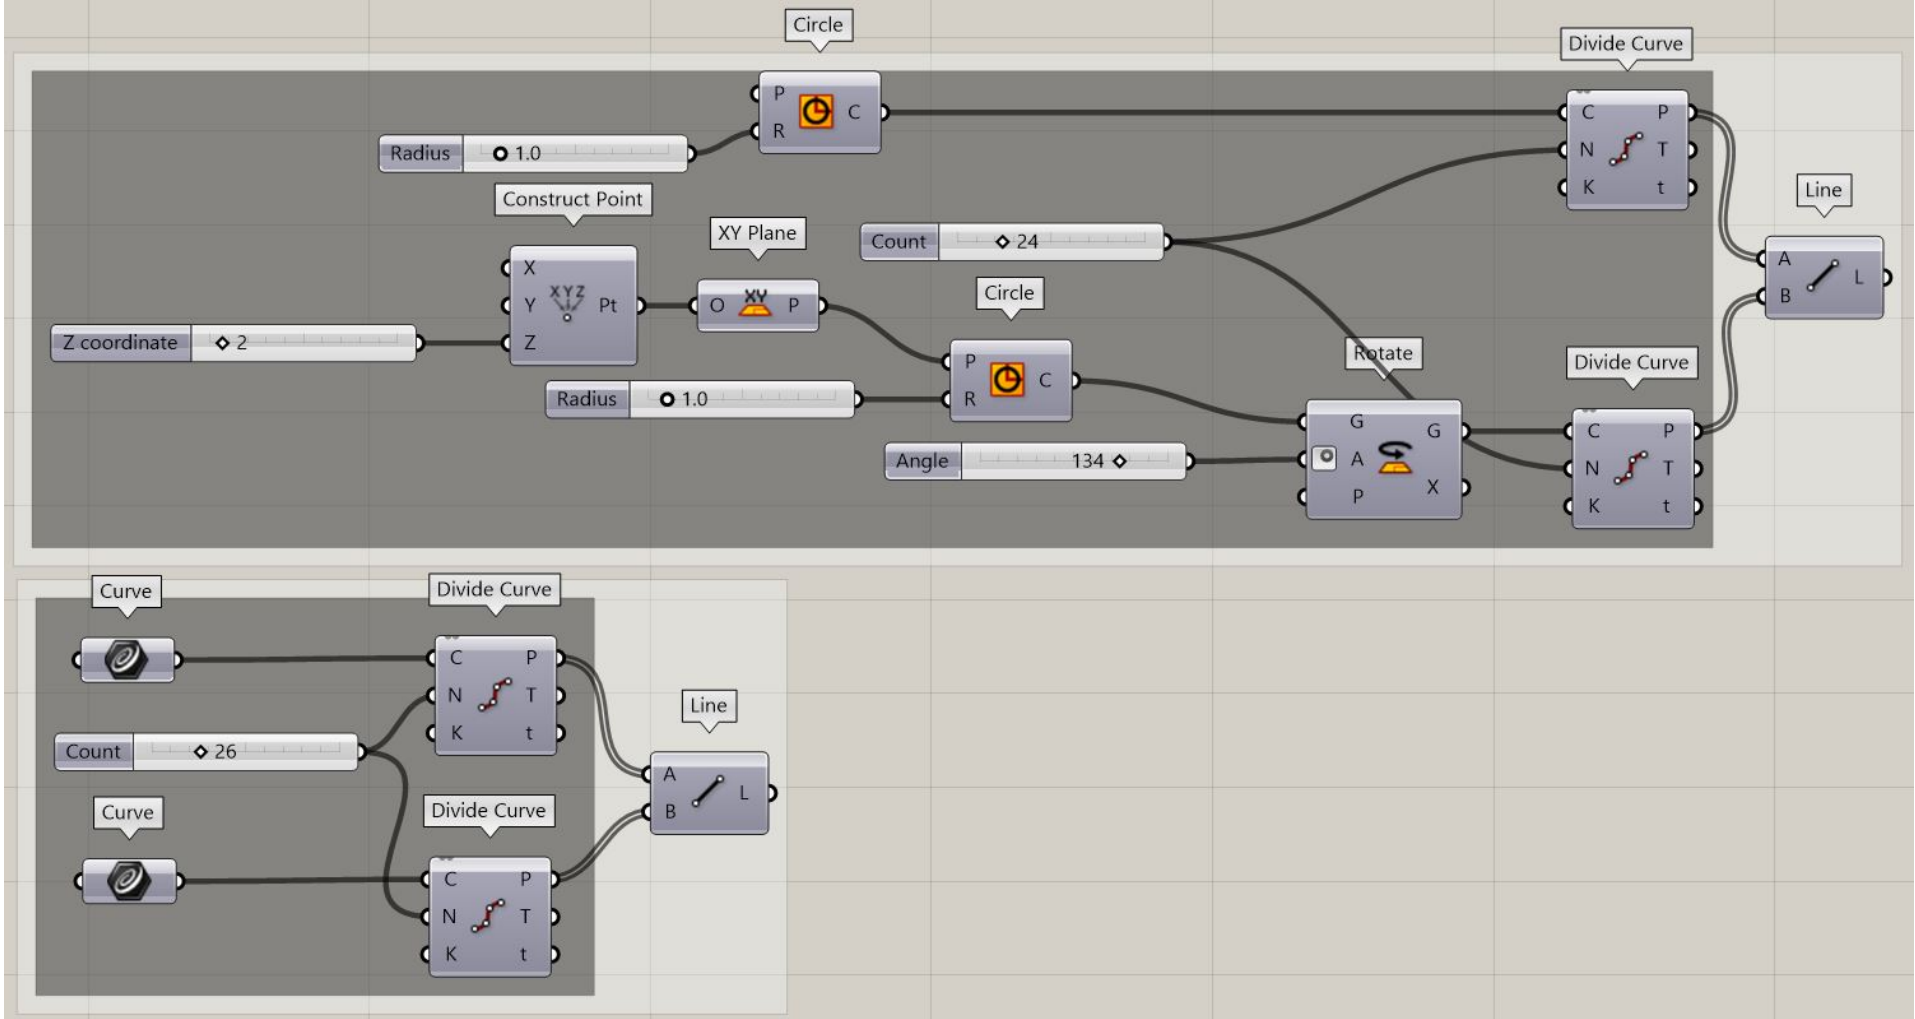 Circle
Divide Curve
P
R
C
C
N
K
P
T
t
Radius
1.0
Construct Point
Line
XY Plane
Count
24
A
B
L
X
Y
Z
XYZ
Pt
O
XY
P
Circle
Z coordinate
2
P
R
C
Rotate
Divide Curve
Radius
1.0
G
A
P
G
X
C
N
K
P
T
t
Angle
134
Curve
Divide Curve
C
N
K
P
T
t
Line
Count
26
A
B
L
Curve
Divide Curve
C
N
K
P
T
t